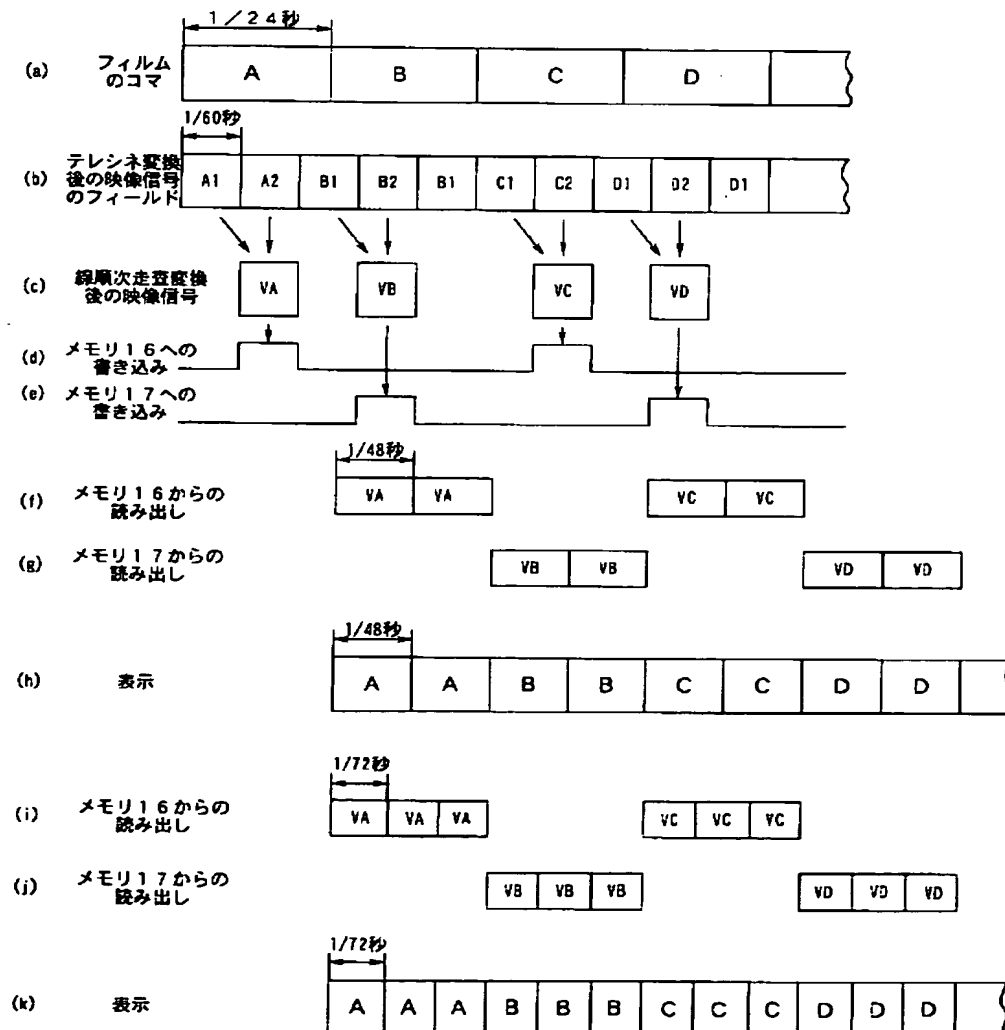 1/24秒
(a) フィルムのコマ A B C D
1/60秒
(b) テレシネ変換後の映像信号のフィールド A1 A2 B1 B2 B1 C1 C2 D1 D2 D1
(c) 線順次走査変換後の映像信号 VA VB VC VD
(d) メモリ16への書き込み
(e) メモリ17への書き込み
1/48秒
(f) メモリ16からの読み出し VA VA VC VC
(g) メモリ17からの読み出し VB VB VD VD
1/48秒
(h) 表示 A A B B C C D D
1/72秒
(i) メモリ16からの読み出し VA VA VA VC VC VC
(j) メモリ17からの読み出し VB VB VB VD VD VD
1/72秒
(k) 表示 A A A B B B C C C D D D